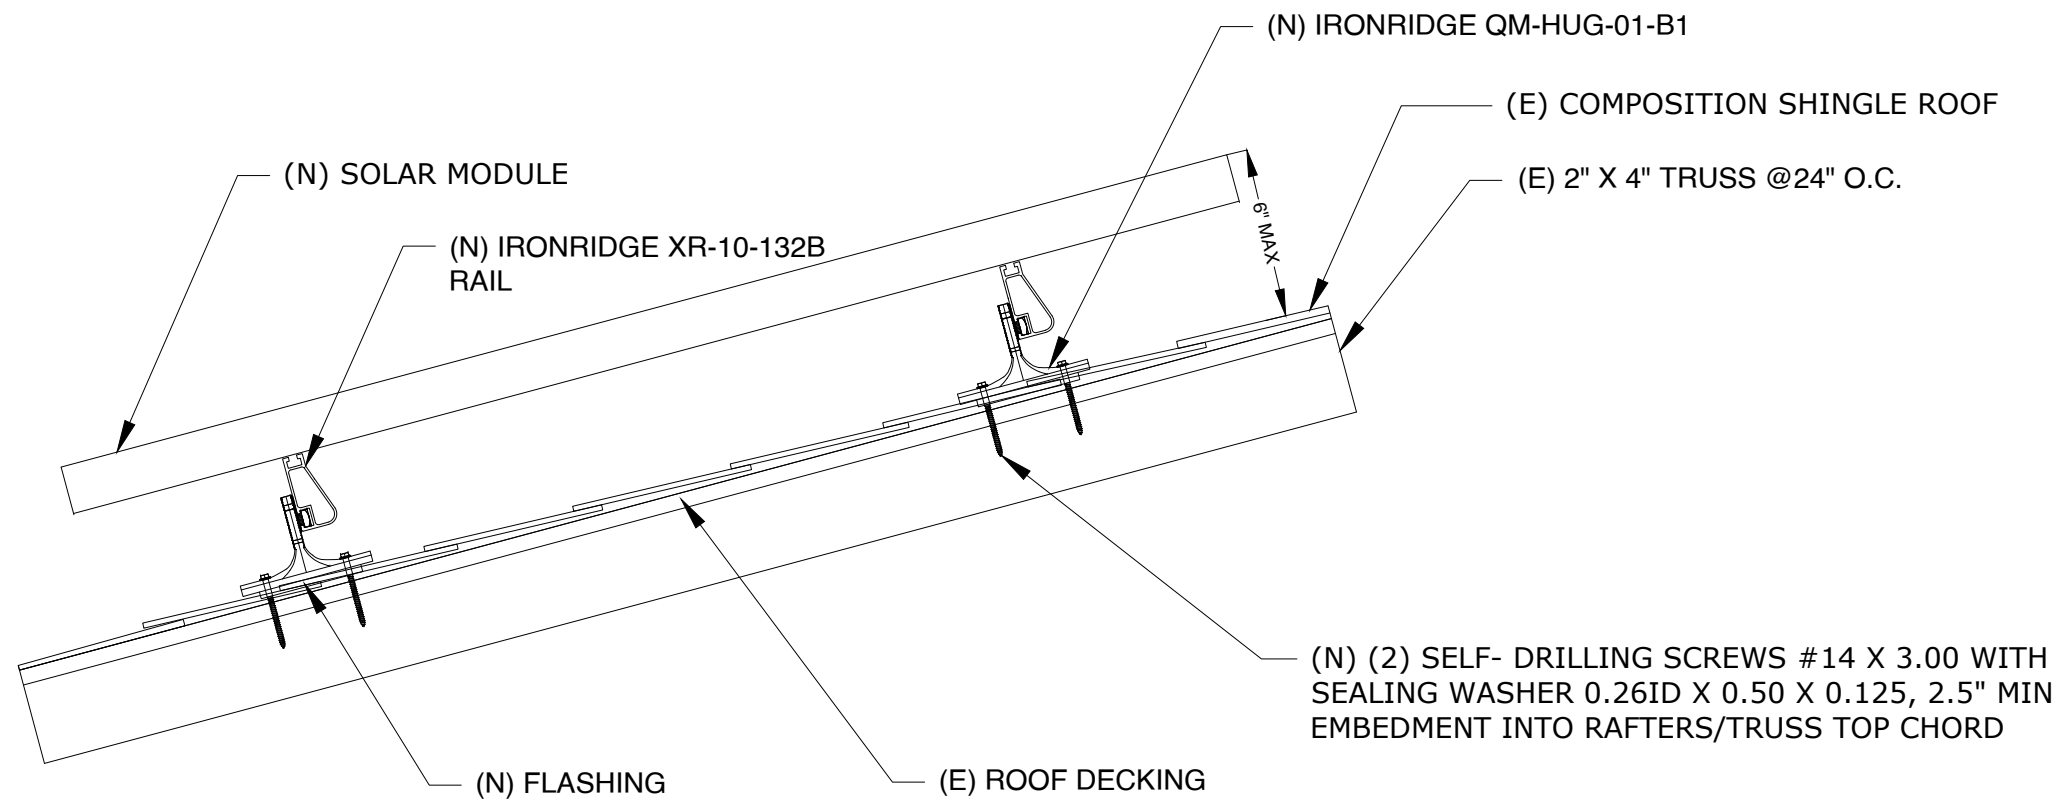 (N) IRONRIDGE QM-HUG-01-B1
(E) COMPOSITION SHINGLE ROOF
(N) SOLAR MODULE
(E) 2" X 4" TRUSS @24" O.C.
6" MAX
(N) IRONRIDGE XR-10-132B
RAIL
(N) (2) SELF- DRILLING SCREWS #14 X 3.00 WITH
SEALING WASHER 0.26ID X 0.50 X 0.125, 2.5" MIN
EMBEDMENT INTO RAFTERS/TRUSS TOP CHORD
(N) FLASHING
(E) ROOF DECKING